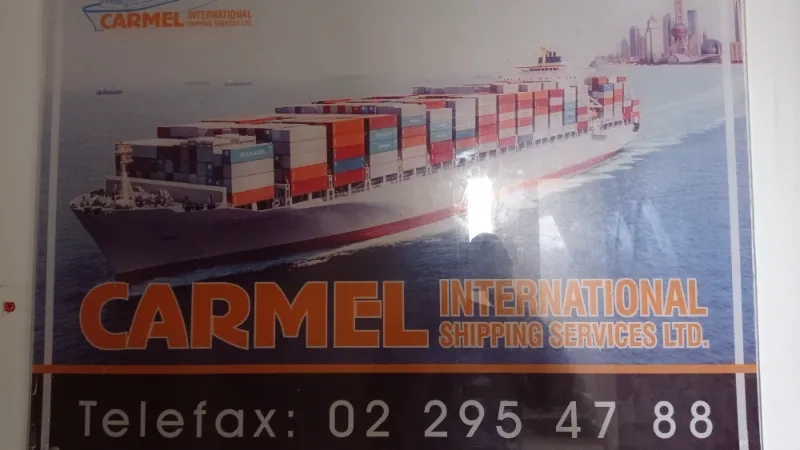 CARMEL INTERNATIONAL
SHIPPING SERVICES LTD.
CARMEL INTERNATIONAL
SHIPPING SERVICES LTD.
Telefax: 02 295 47 88